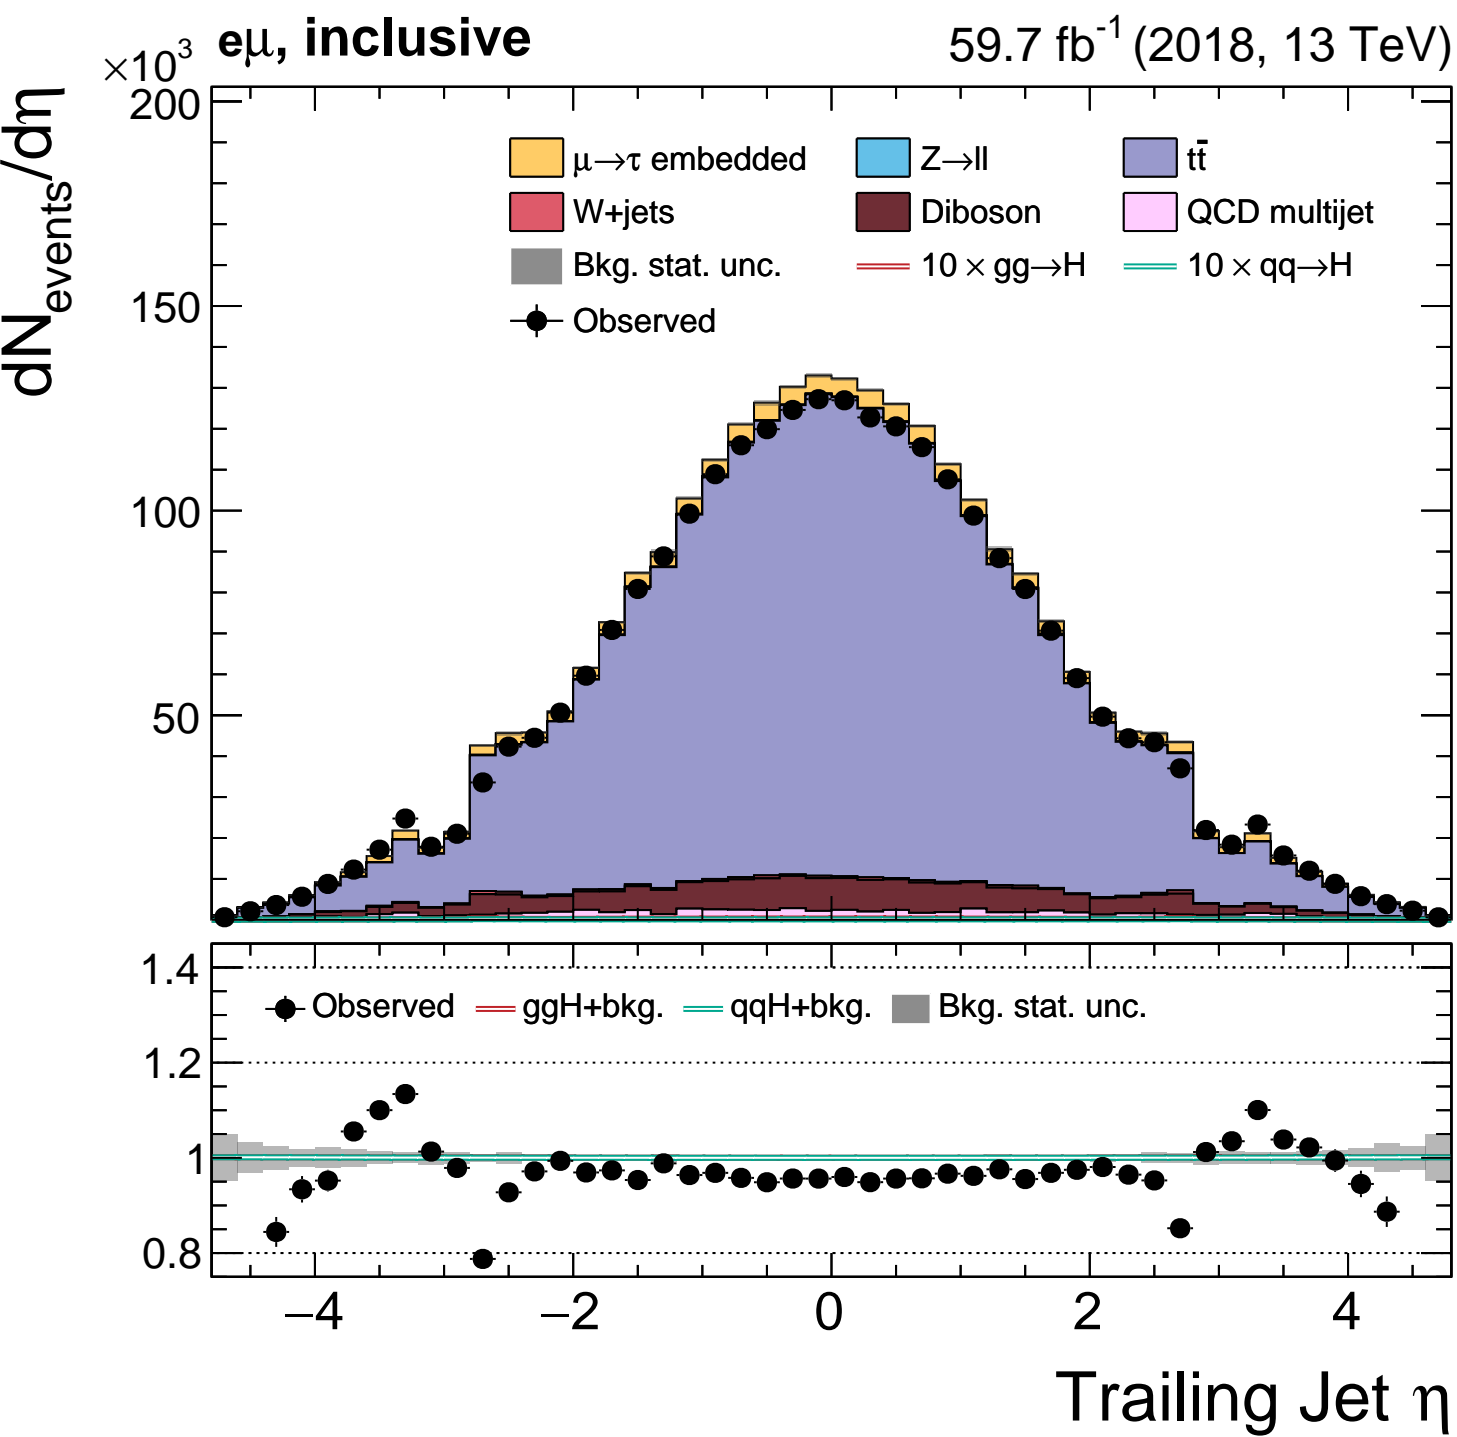 eμ, inclusive 59.7 fb⁻¹ (2018, 13 TeV)
×10³
dN_events/dη
200
150
100
50
μ→τ embedded Z→ll tt̄
W+jets Diboson QCD multijet
Bkg. stat. unc. 10 × gg→H 10 × qq→H
Observed
1.4
1.2
1
0.8
Observed ggH+bkg. qqH+bkg. Bkg. stat. unc.
−4 −2 0 2 4
Trailing Jet η